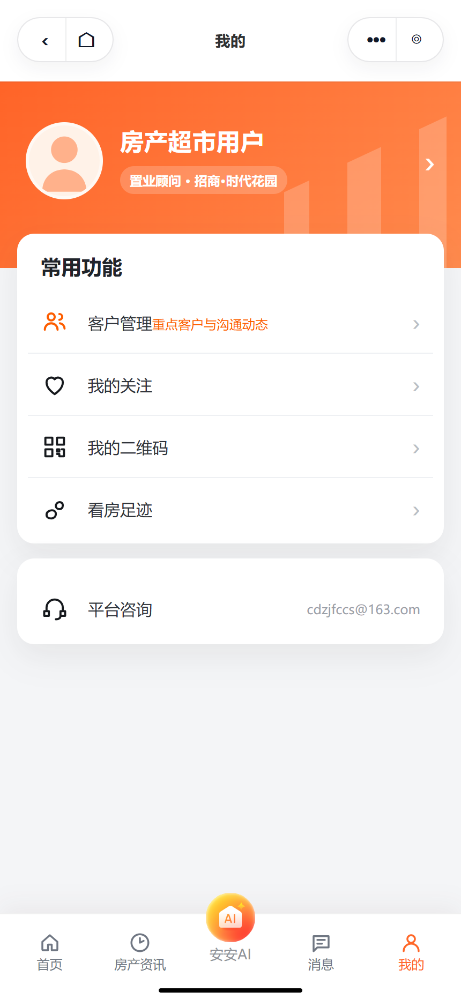 我的
房产超市用户
置业顾问·招商·时代花园
常用功能
客户管理重点客户与沟通动态
我的关注
我的二维码
看房足迹
平台咨询 cdzjfccs@163.com
AI
首页 房产资讯 安安AI 消息 我的